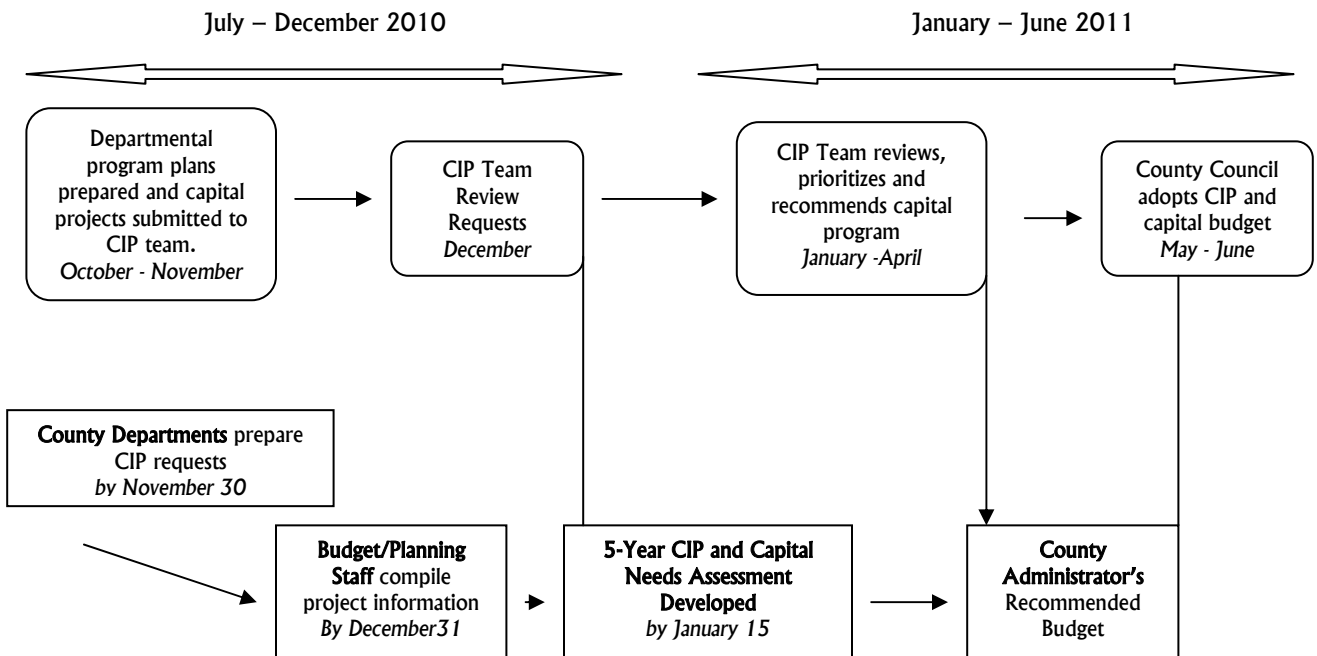 July – December 2010
January – June 2011
Departmental
program plans
prepared and capital
projects submitted to
CIP team.
October - November
CIP Team
Review
Requests
December
CIP Team reviews,
prioritizes and
recommends capital
program
January -April
County Council
adopts CIP and
capital budget
May - June
County Departments prepare
CIP requests
by November 30
Budget/Planning
Staff compile
project information
By December31
5-Year CIP and Capital
Needs Assessment
Developed
by January 15
County
Administrator's
Recommended
Budget